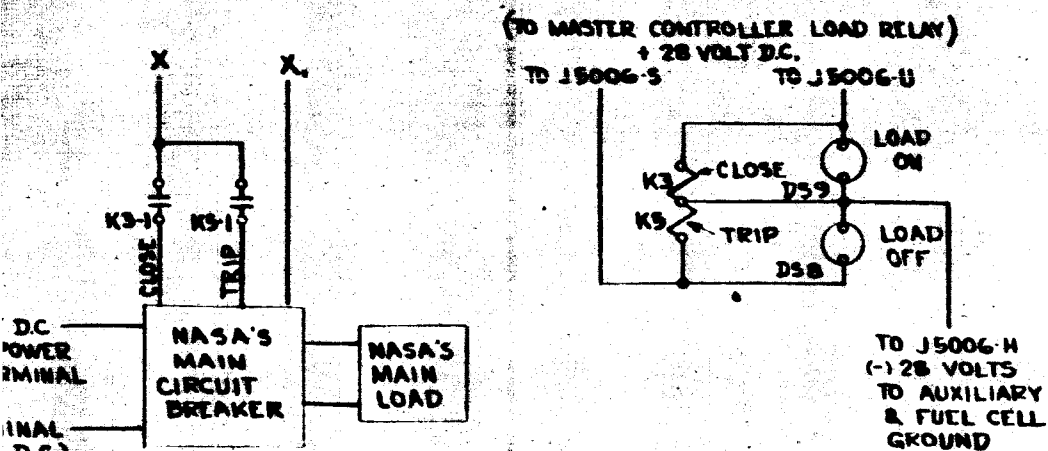 (TO MASTER CONTROLLER LOAD RELAY)
+ 28 VOLT D.C.
TO J5006-S
TO J5006-U
X
X,
LOAD
ON
CLOSE
K3
DS9
K5
TRIP
LOAD
OFF
DS8
K3-1
K5-1
CLOSE
TRIP
D.C
POWER
NASA'S
MAIN
CIRCUIT
BREAKER
NASA'S
MAIN
LOAD
TO J5006-H
(-) 28 VOLTS
TO AUXILIARY
& FUEL CELL
GROUND